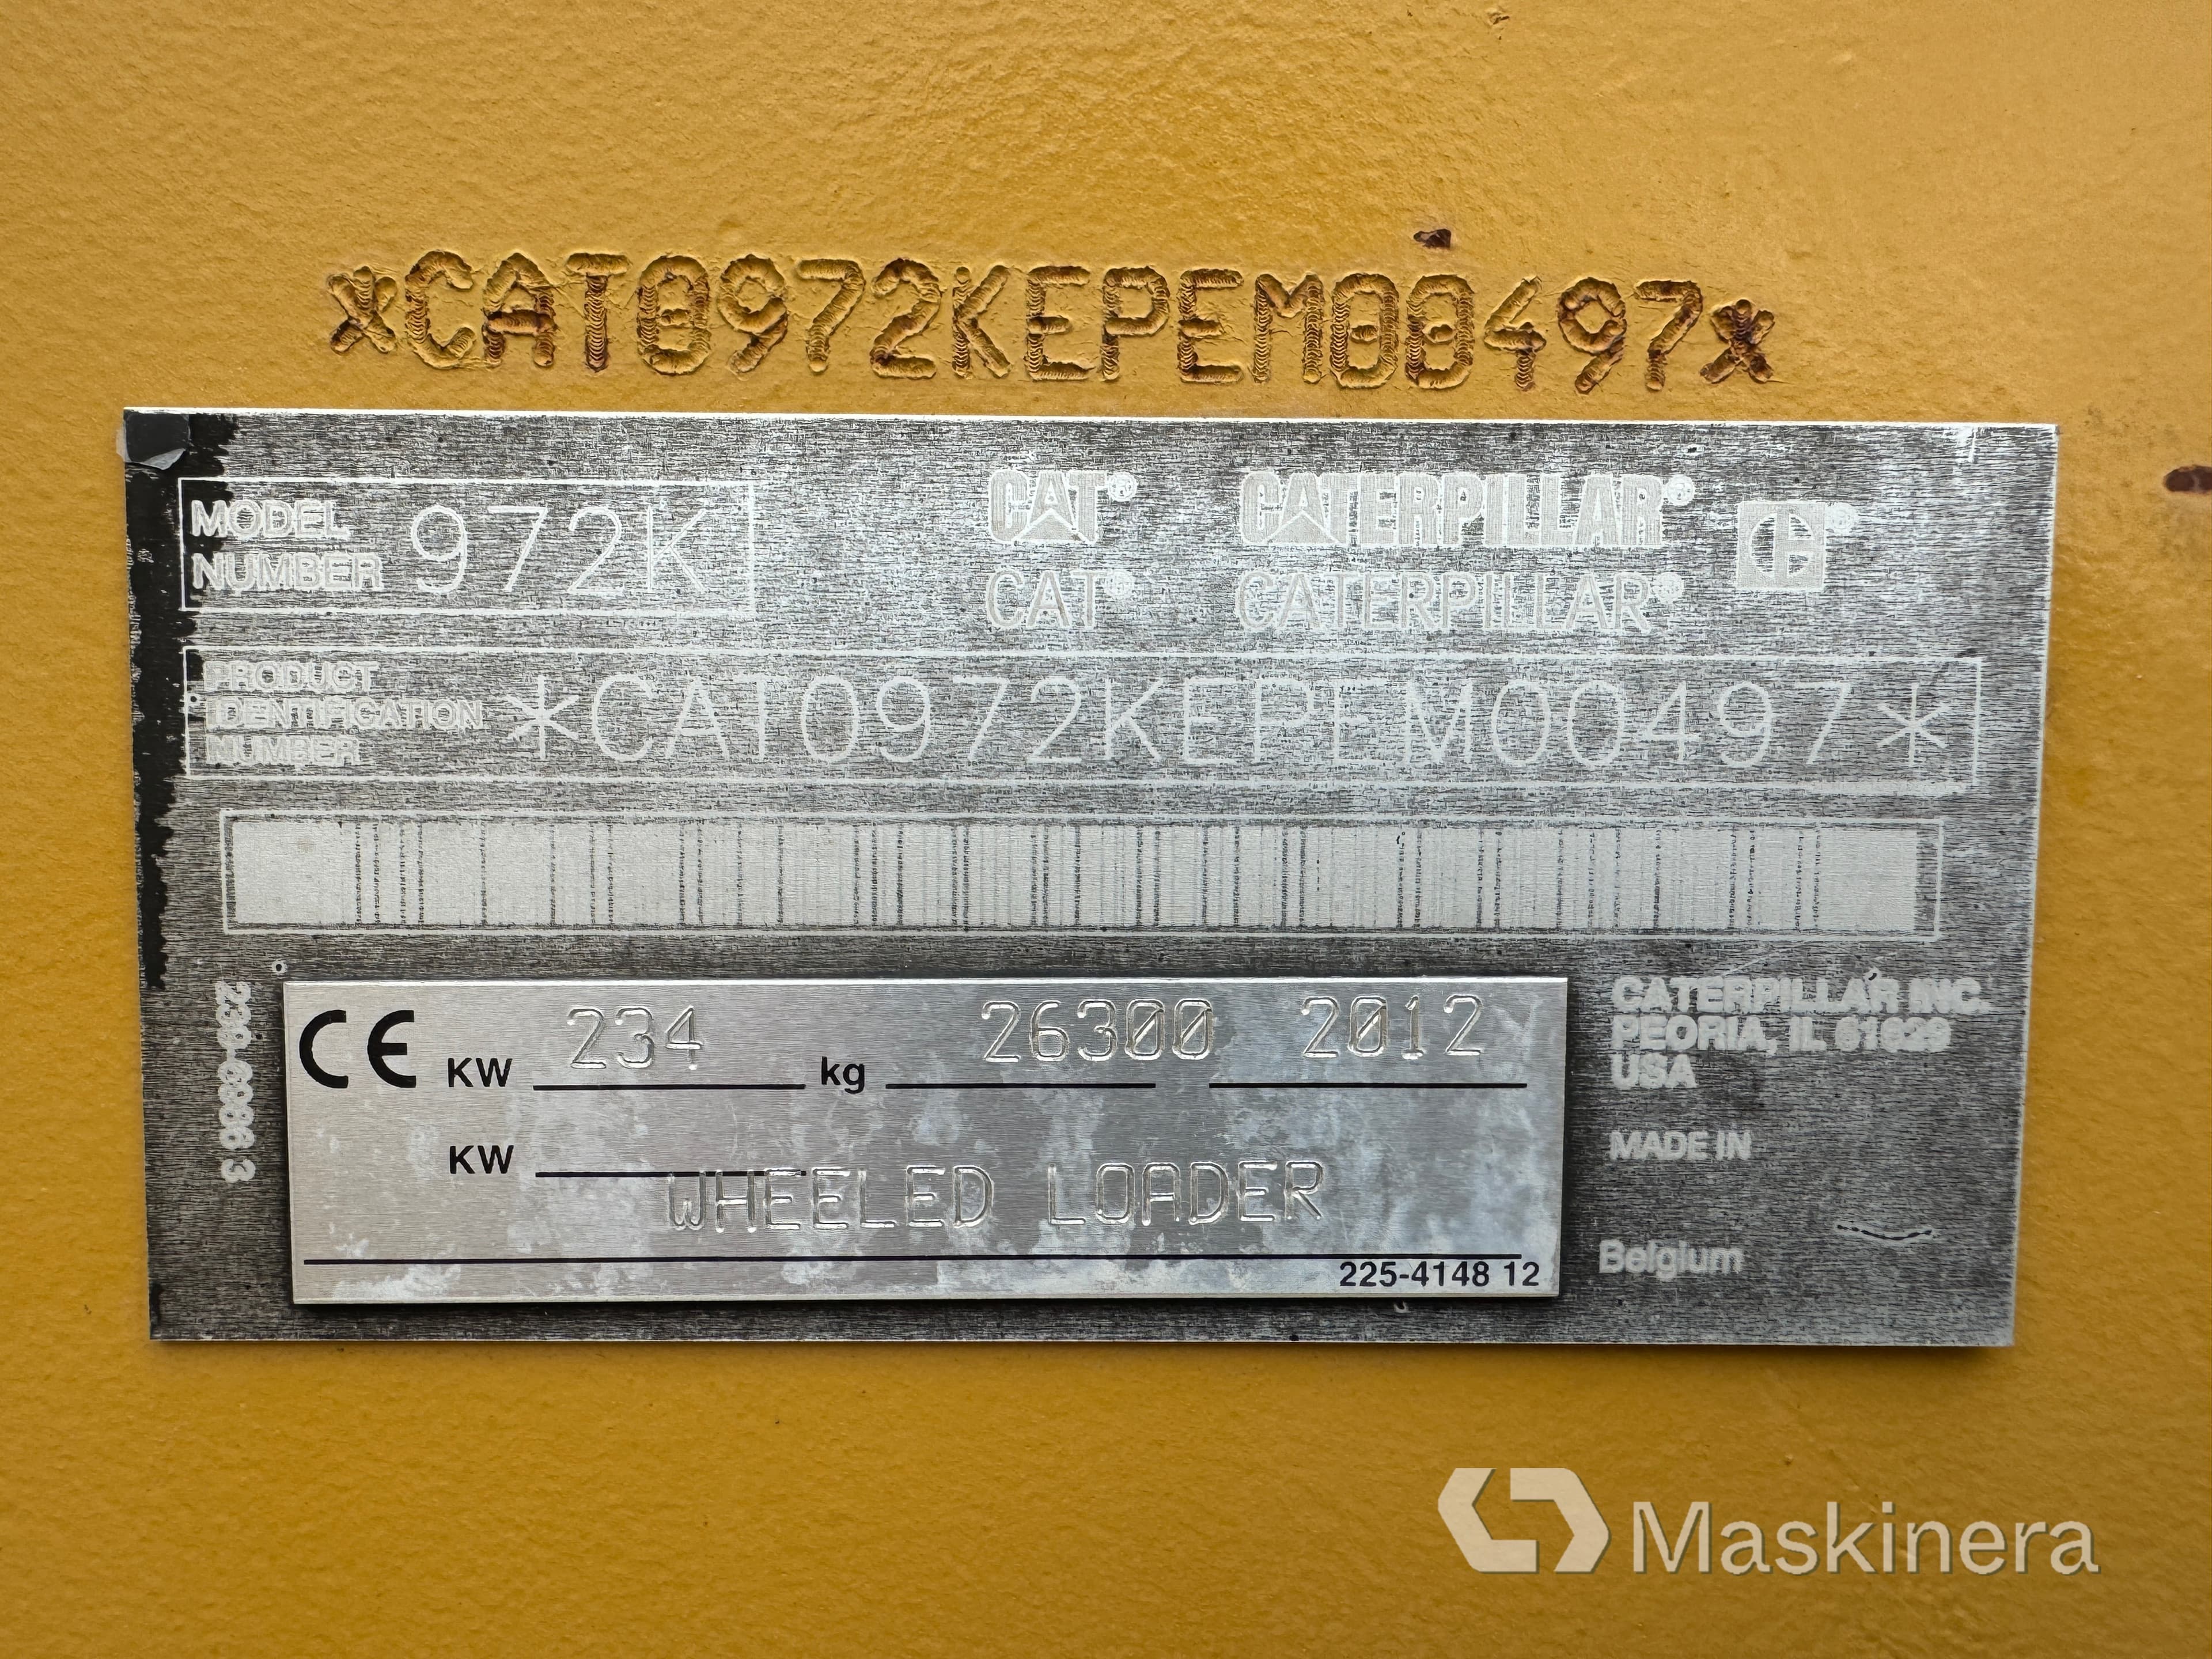 *CAT0972KEPEM00497*
MODEL NUMBER 972K
CAT® CATERPILLAR®
CAT® CATERPILLAR®
PRODUCT IDENTIFICATION NUMBER *CAT0972KEPEM00497*
CE KW 234 kg 26300 2012
KW
WHEELED LOADER
225-4148 12
CATERPILLAR INC.
PEORIA, IL 61629
USA
MADE IN
Belgium
Maskinera